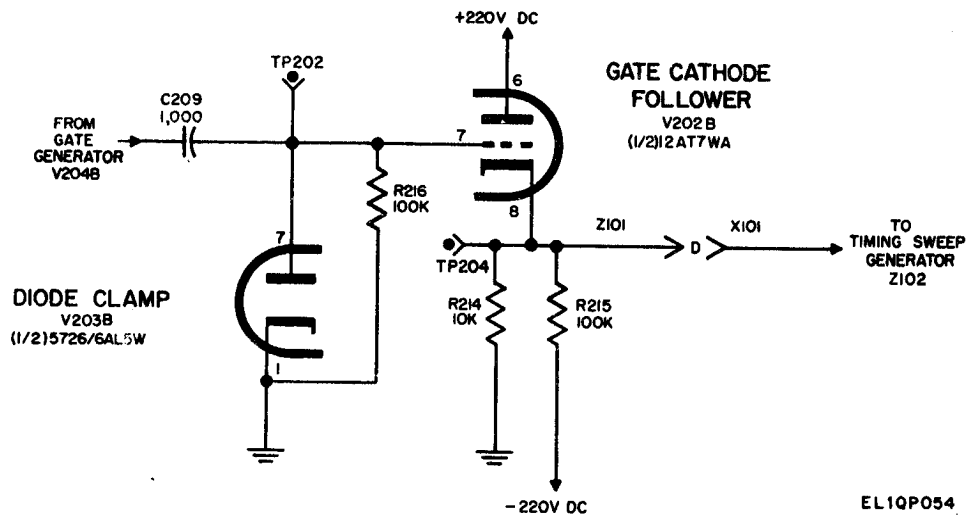 +220V DC
TP202
6
GATE CATHODE
FOLLOWER
V202B
(1/2)12AT7WA
C209
1,000
FROM
GATE
GENERATOR
V204B
7
R216
100K
8
Z101
X101
TO
TIMING SWEEP
GENERATOR
Z102
D
TP204
7
DIODE CLAMP
V203B
(1/2)5726/6AL5W
R214
10K
R215
100K
1
-220V DC
EL1QP054